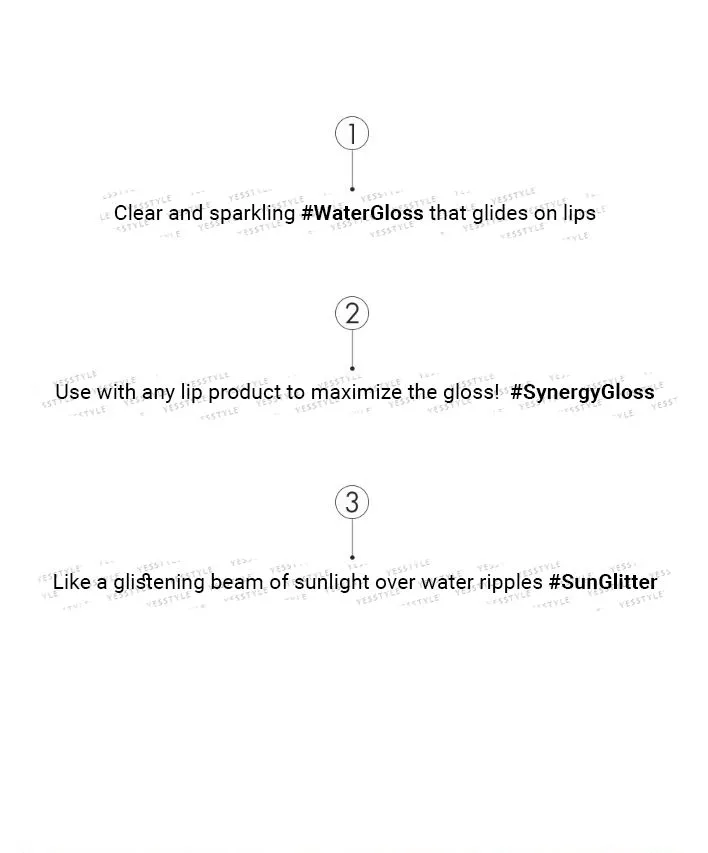 1
Clear and sparkling #WaterGloss that glides on lips
2
Use with any lip product to maximize the gloss! #SynergyGloss
3
Like a glistening beam of sunlight over water ripples #SunGlitter
YESSTYLE